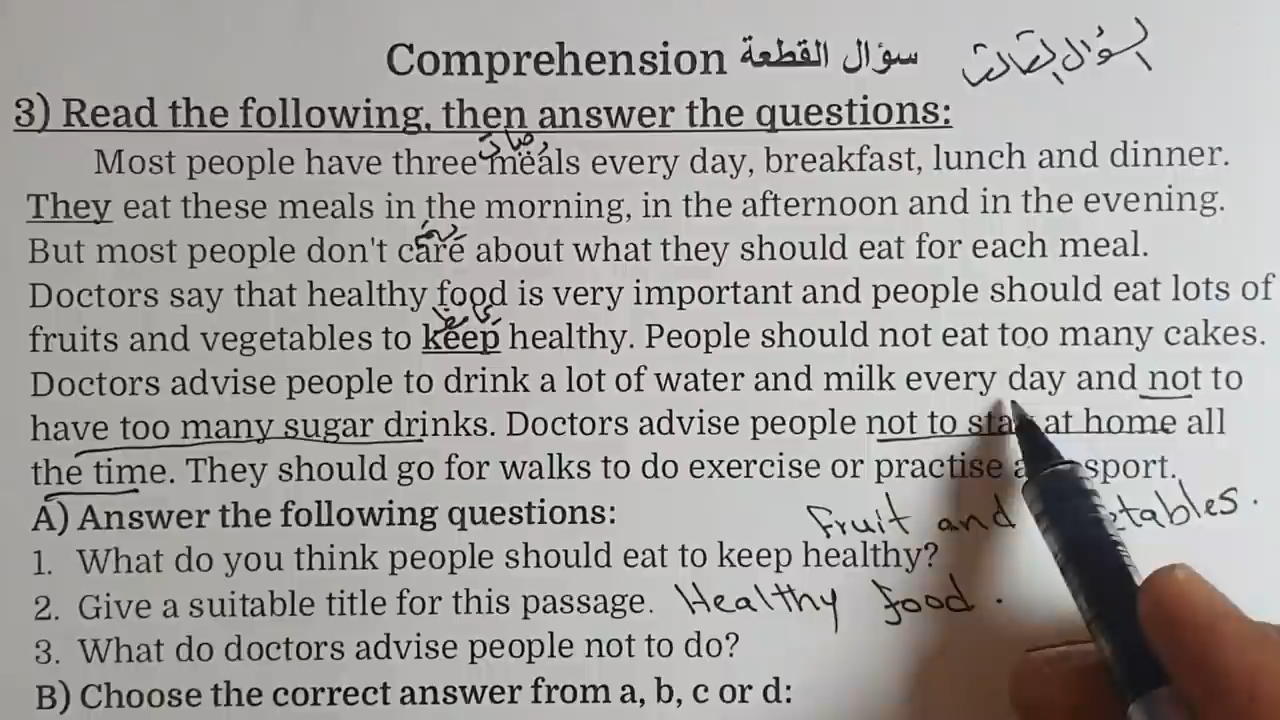 Comprehension سؤال القطعة السؤال الثالث
3) Read the following, then answer the questions:
Most people have three meals every day, breakfast, lunch and dinner.
They eat these meals in the morning, in the afternoon and in the evening.
But most people don't care about what they should eat for each meal.
Doctors say that healthy food is very important and people should eat lots of
fruits and vegetables to keep healthy. People should not eat too many cakes.
Doctors advise people to drink a lot of water and milk every day and not to
have too many sugar drinks. Doctors advise people not to stay at home all
the time. They should go for walks to do exercise or practise a sport.
A) Answer the following questions:
Fruit and etables.
1. What do you think people should eat to keep healthy?
2. Give a suitable title for this passage. Healthy food.
3. What do doctors advise people not to do?
B) Choose the correct answer from a, b, c or d: